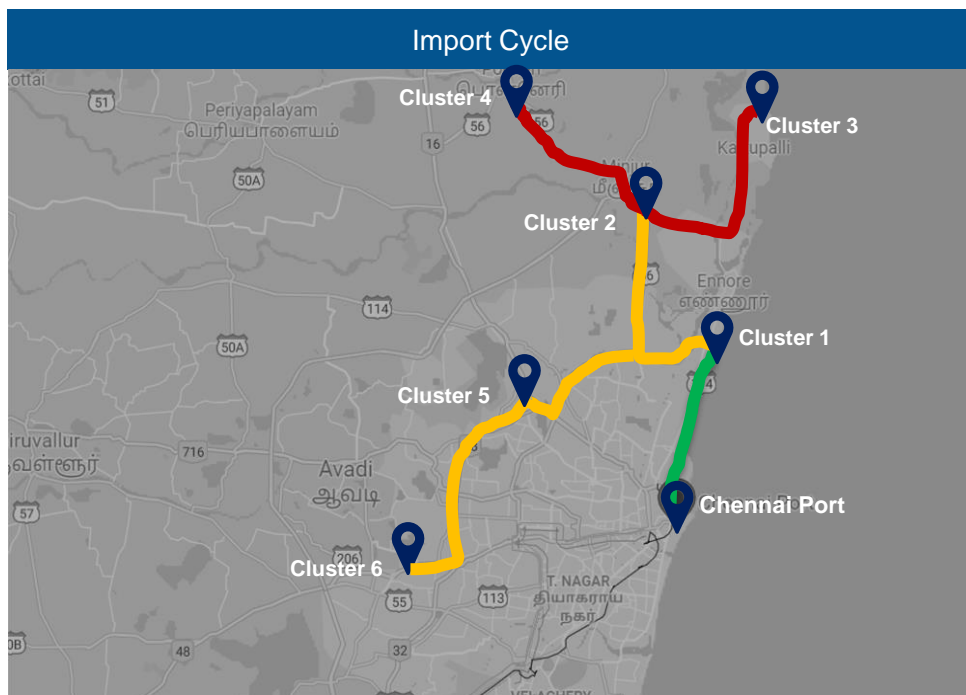 Import Cycle
51
Periyapalayam
பெரியபாளையம்
56
56
16
Cluster 4
Cluster 3
Minjur
50A
Cluster 2
Ennore
எண்ணூர்
114
50A
Cluster 1
Cluster 5
716
Avadi
ஆவடி
Chennai Port
57
206
Cluster 6
55
113
T. NAGAR
தியாகராய
நகர்
48
32